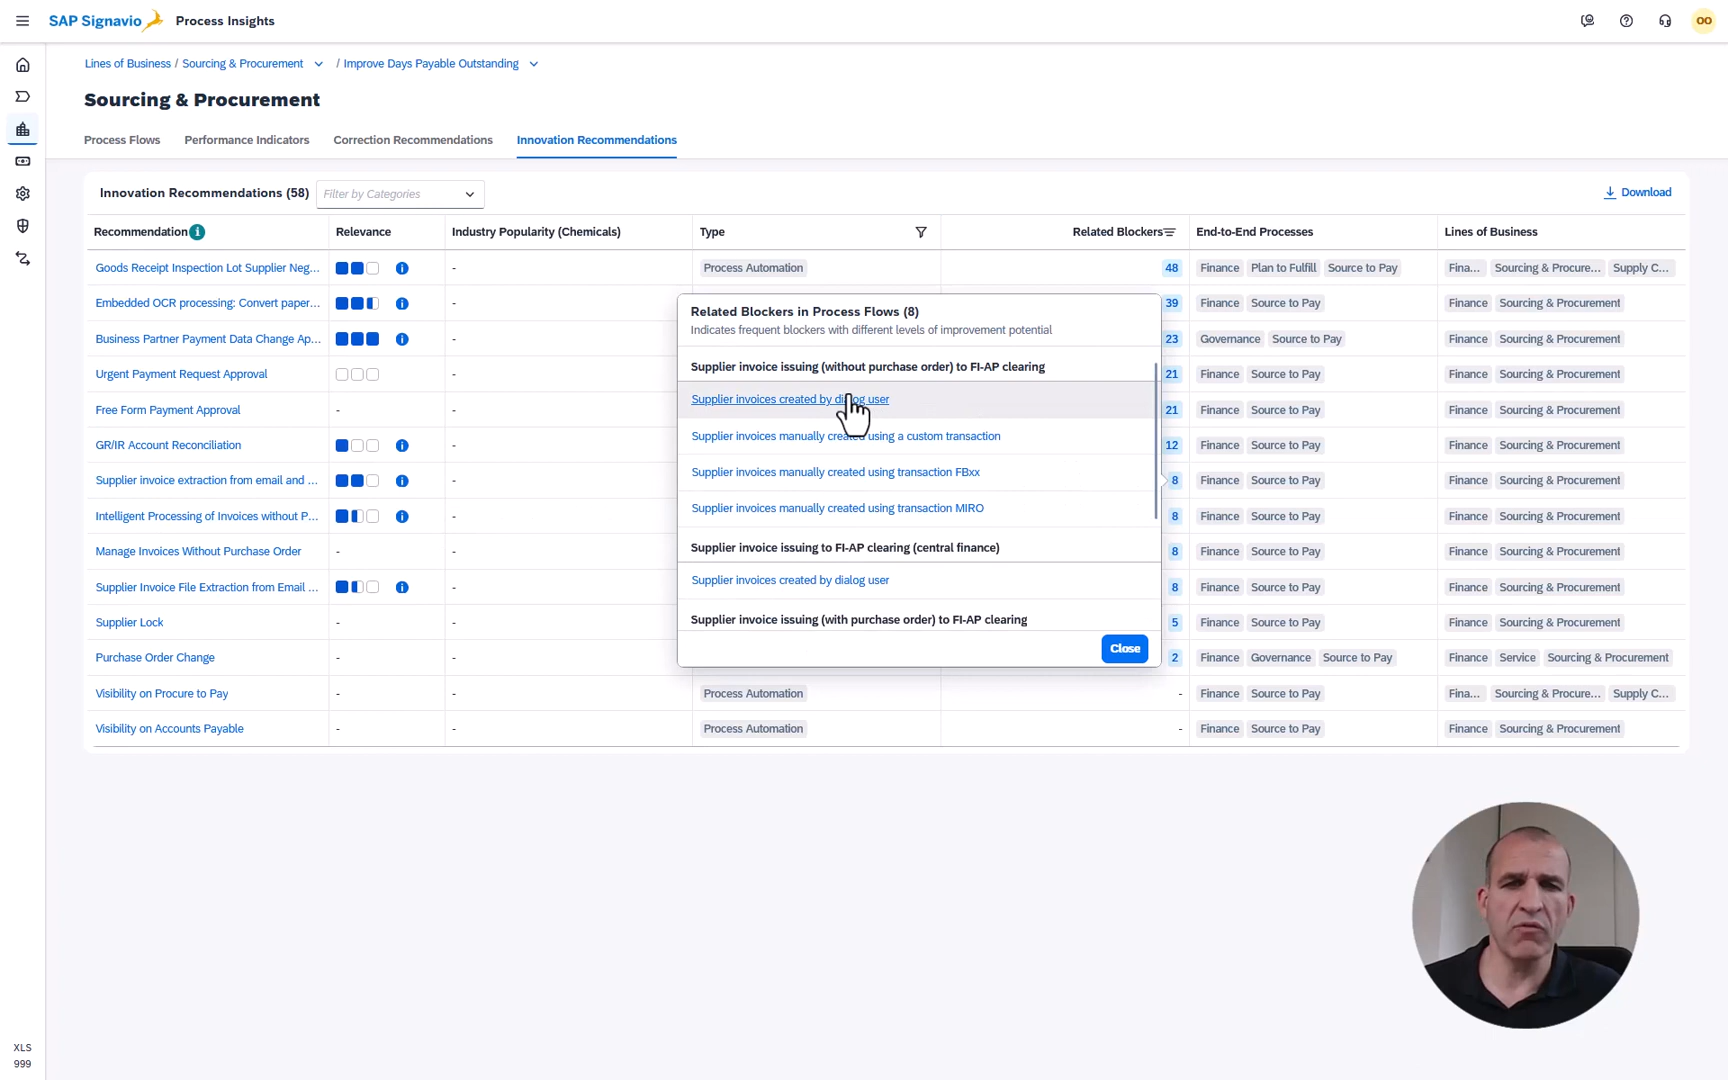 SAP Signavio Process Insights
OO
Lines of Business / Sourcing & Procurement / Improve Days Payable Outstanding
Sourcing & Procurement
Process Flows Performance Indicators Correction Recommendations Innovation Recommendations
Innovation Recommendations (58) Filter by Categories Download
Recommendation Relevance Industry Popularity (Chemicals) Type Related Blockers End-to-End Processes Lines of Business
Goods Receipt Inspection Lot Supplier Neg... - Process Automation 48 Finance Plan to Fulfill Source to Pay Fina... Sourcing & Procure... Supply C...
Embedded OCR processing: Convert paper... - 39 Finance Source to Pay Finance Sourcing & Procurement
Business Partner Payment Data Change Ap... - 23 Governance Source to Pay Finance Sourcing & Procurement
Urgent Payment Request Approval - 21 Finance Source to Pay Finance Sourcing & Procurement
Free Form Payment Approval - - 21 Finance Source to Pay Finance Sourcing & Procurement
GR/IR Account Reconciliation - 12 Finance Source to Pay Finance Sourcing & Procurement
Supplier invoice extraction from email and ... - 8 Finance Source to Pay Finance Sourcing & Procurement
Intelligent Processing of Invoices without P... - 8 Finance Source to Pay Finance Sourcing & Procurement
Manage Invoices Without Purchase Order - - 8 Finance Source to Pay Finance Sourcing & Procurement
Supplier Invoice File Extraction from Email ... - 8 Finance Source to Pay Finance Sourcing & Procurement
Supplier Lock - - 5 Finance Source to Pay Finance Sourcing & Procurement
Purchase Order Change - - 2 Finance Governance Source to Pay Finance Service Sourcing & Procurement
Visibility on Procure to Pay - - Process Automation - Finance Source to Pay Fina... Sourcing & Procure... Supply C...
Visibility on Accounts Payable - - Process Automation - Finance Source to Pay Finance Sourcing & Procurement
Related Blockers in Process Flows (8)
Indicates frequent blockers with different levels of improvement potential
Supplier invoice issuing (without purchase order) to FI-AP clearing
Supplier invoices created by dialog user
Supplier invoices manually created using a custom transaction
Supplier invoices manually created using transaction FBxx
Supplier invoices manually created using transaction MIRO
Supplier invoice issuing to FI-AP clearing (central finance)
Supplier invoices created by dialog user
Supplier invoice issuing (with purchase order) to FI-AP clearing
Close
XLS
999